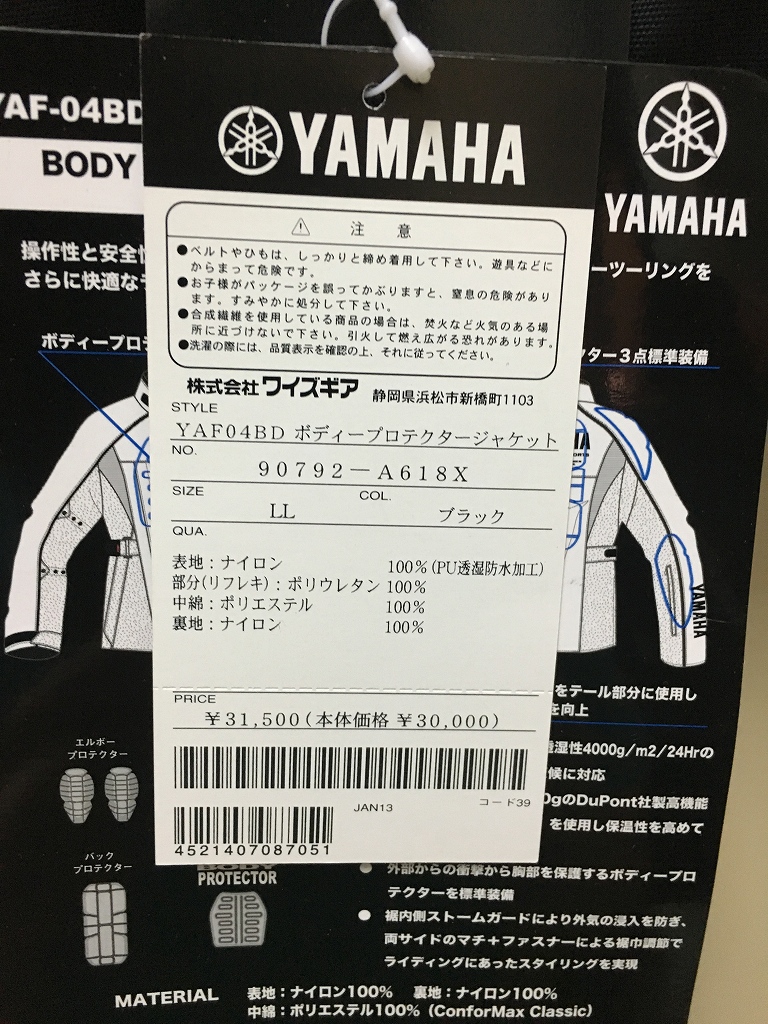 YAMAHA
注 意
●ベルトやひもは、しっかりと締め着用して下さい。遊具などに
からまって危険です。
●お子様がパッケージを誤ってかぶりますと、窒息の危険があり
ます。すみやかに処分して下さい。
●合成繊維を使用している商品の場合は、焚火など火気のある場
所に近づけないで下さい。引火して燃え広がる恐れがあります。
●洗濯の際には、品質表示を確認の上、それに従ってください。
株式会社ワイズギア 静岡県浜松市新橋町1103
STYLE
YAF04BD ボディープロテクタージャケット
NO.
90792－A618X
SIZE COL.
LL ブラック
QUA.
表地：ナイロン 100％(PU透湿防水加工)
部分(リフレキ)：ポリウレタン 100％
中綿：ポリエステル 100％
裏地：ナイロン 100％
PRICE
￥31,500(本体価格 ￥30,000)
JAN13 コード39
4521407087051
YAF-04BD
BODY
YAMAHA
操作性と安全性
ーツーリングを
さらに快適な
ボディープロテ
クター3点標準装備
YAMAHA
をテール部分に使用し
を向上
透湿性4000g/m2/24Hrの
候に対応
0gのDuPont社製高機能
を使用し保温性を高めて
エルボー
プロテクター
バック
プロテクター
BODY
PROTECTOR
● 外部からの衝撃から胸部を保護するボディープロ
テクターを標準装備
● 裾内側ストームガードにより外気の浸入を防ぎ、
両サイドのマチ＋ファスナーによる裾巾調節で
ライディングにあったスタイリングを実現
MATERIAL 表地：ナイロン100% 裏地：ナイロン100%
中綿：ポリエステル100%（ConforMax Classic）